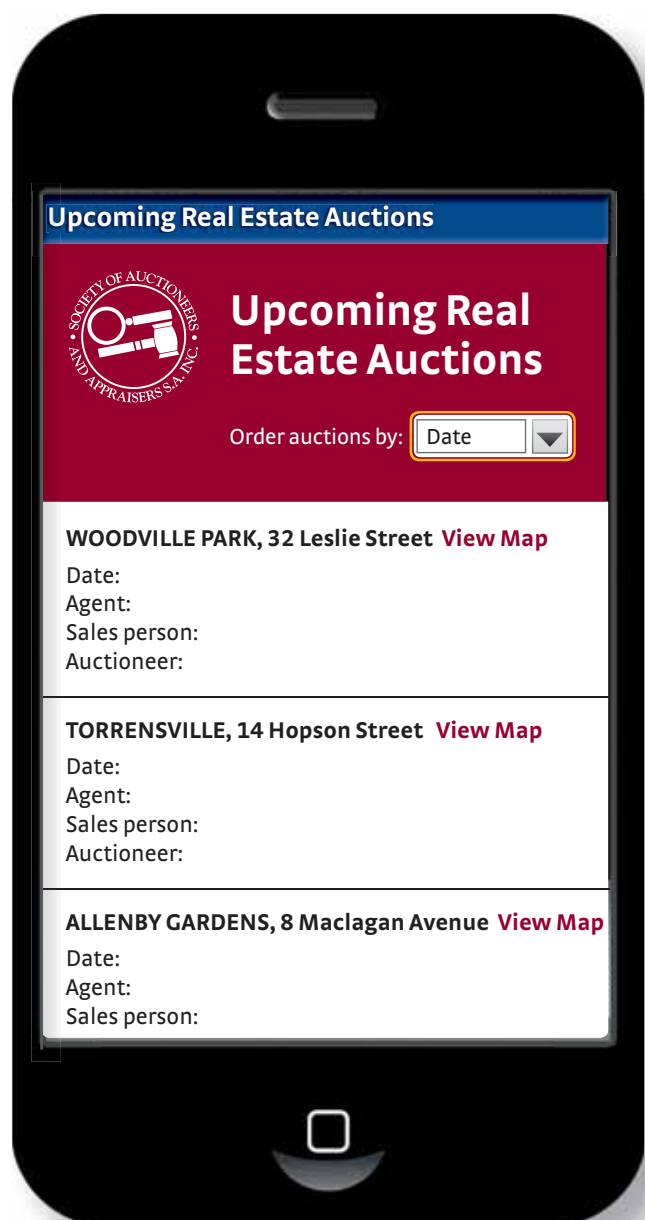 Upcoming Real Estate Auctions
SOCIETY OF AUCTIONEERS
AND APPRAISERS S.A. INC.
Upcoming Real
Estate Auctions
Order auctions by: Date
WOODVILLE PARK, 32 Leslie Street View Map
Date:
Agent:
Sales person:
Auctioneer:
TORRENSVILLE, 14 Hopson Street View Map
Date:
Agent:
Sales person:
Auctioneer:
ALLENBY GARDENS, 8 Maclagan Avenue View Map
Date:
Agent:
Sales person: